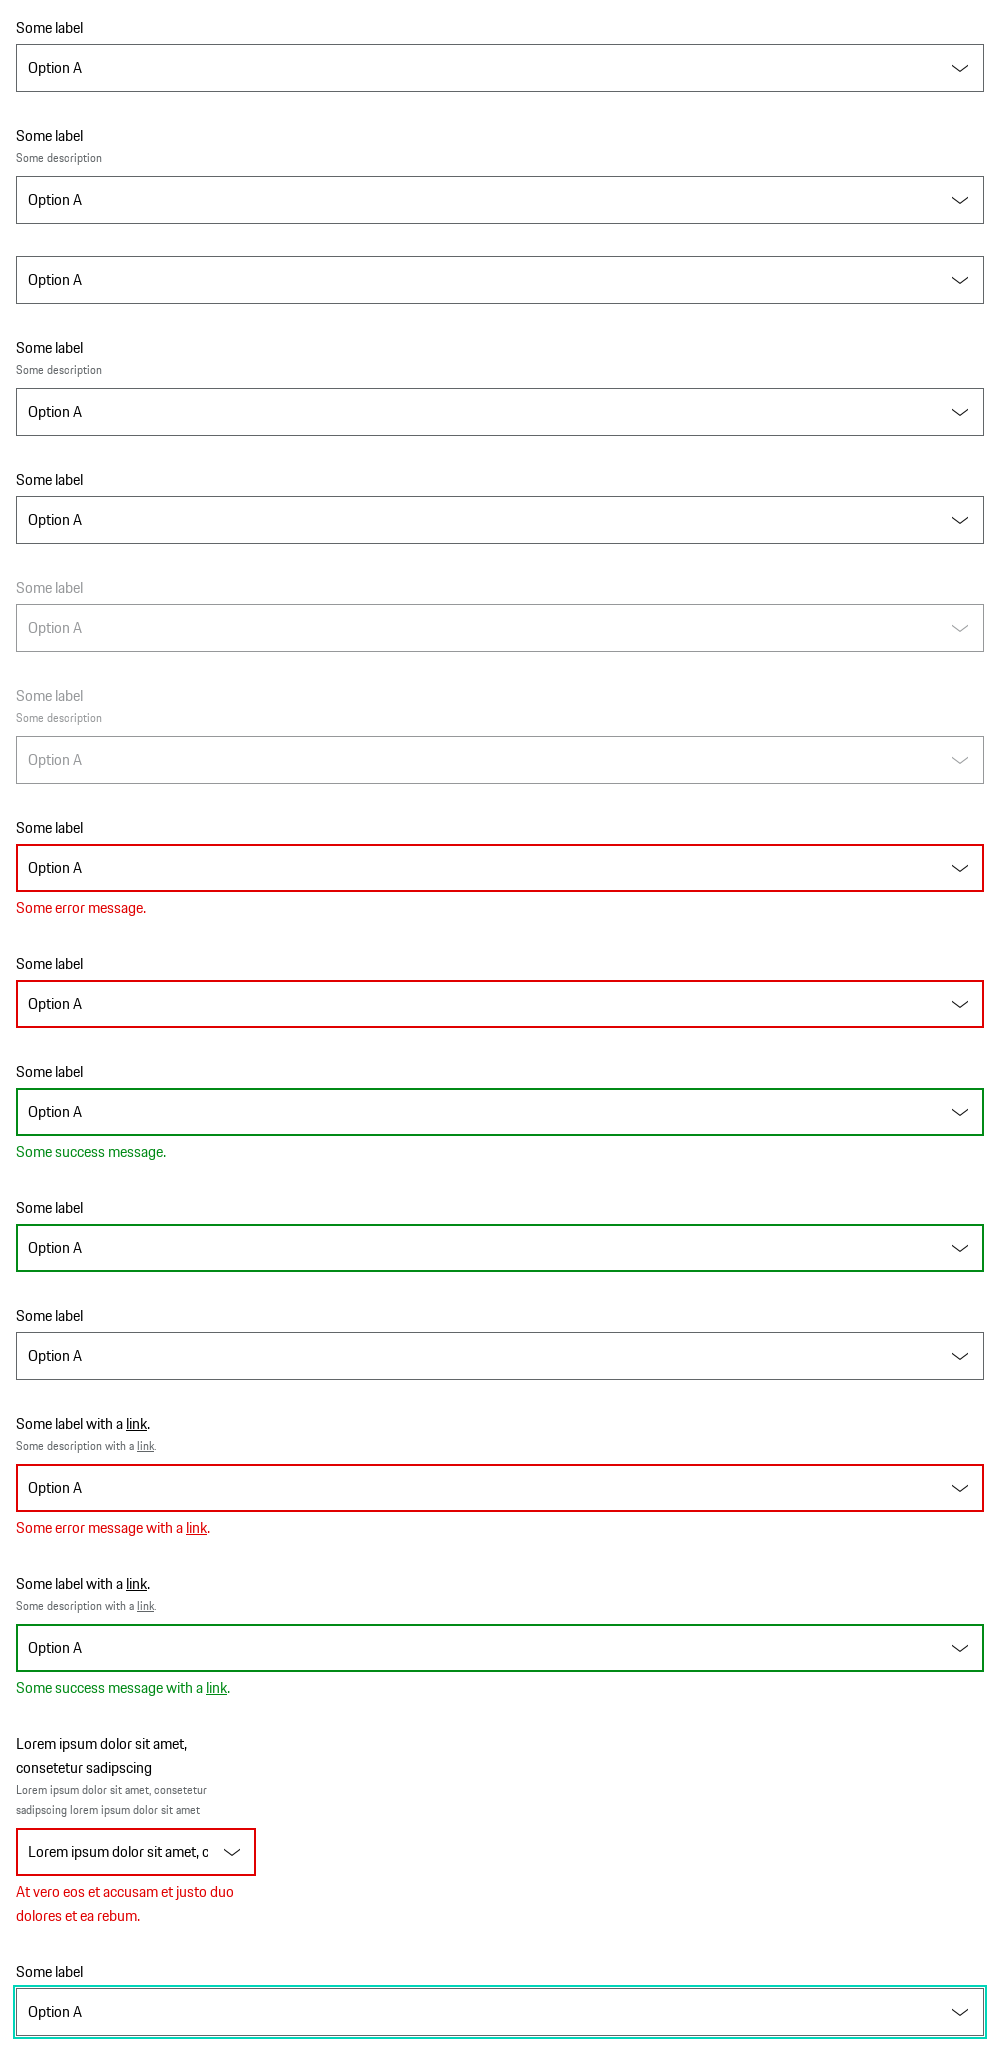 Some label
Option A
Some label
Some description
Option A
Option A
Some label
Some description
Option A
Some label
Option A
Some label
Option A
Some label
Some description
Option A
Some label
Option A
Some error message.
Some label
Option A
Some label
Option A
Some success message.
Some label
Option A
Some label
Option A
Some label with a link.
Some description with a link.
Option A
Some error message with a link.
Some label with a link.
Some description with a link.
Option A
Some success message with a link.
Lorem ipsum dolor sit amet,
consetetur sadipscing
Lorem ipsum dolor sit amet, consetetur
sadipscing lorem ipsum dolor sit amet
Lorem ipsum dolor sit amet, c
At vero eos et accusam et justo duo
dolores et ea rebum.
Some label
Option A